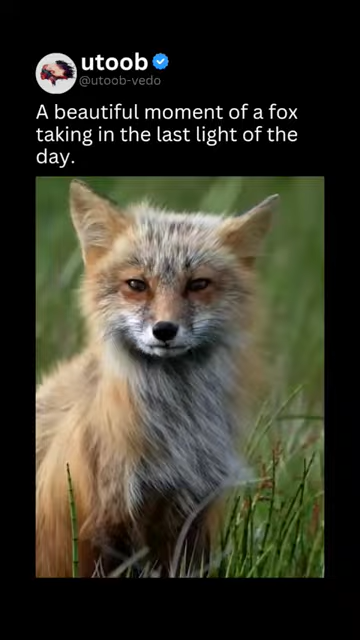 utoob
@utoob-vedo
A beautiful moment of a fox
taking in the last light of the
day.